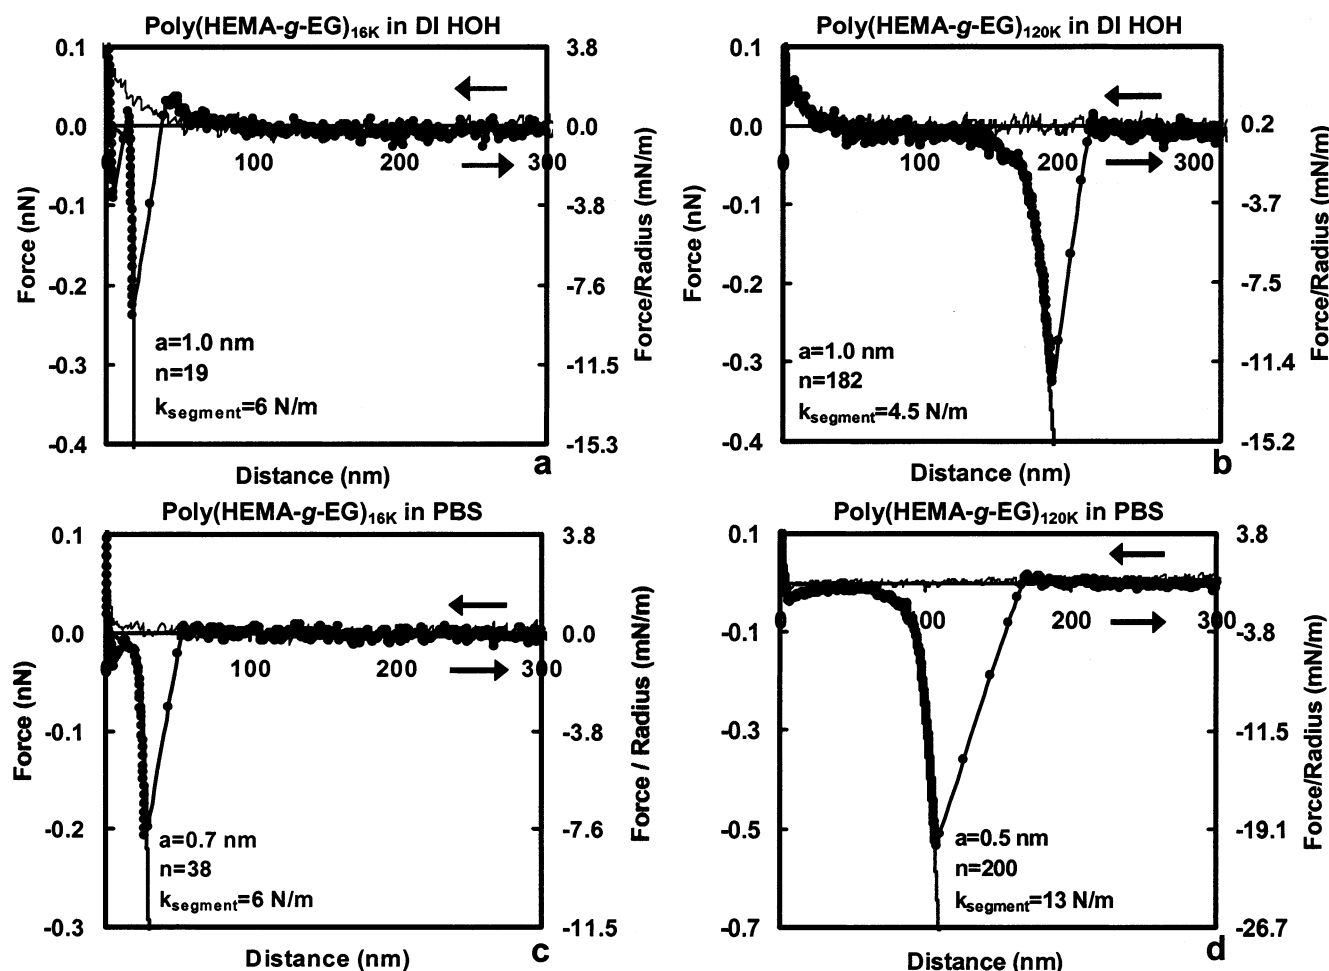 Poly(HEMA-g-EG)16K in DI HOH
0.1
0.0
-0.1
-0.2
-0.3
-0.4
Force (nN)
100
200
300
3.8
0.0
-3.8
-7.6
-11.5
-15.3
Force/Radius (mN/m)
a=1.0 nm
n=19
ksegment=6 N/m
Distance (nm)
a
Poly(HEMA-g-EG)120K in DI HOH
0.1
0.0
-0.1
-0.2
-0.3
-0.4
Force (nN)
0
100
200
300
0.2
-3.7
-7.5
-11.4
-15.2
Force/Radius (mN/m)
a=1.0 nm
n=182
ksegment=4.5 N/m
Distance (nm)
b
Poly(HEMA-g-EG)16K in PBS
0.1
0.0
-0.1
-0.2
-0.3
Force (nN)
100
200
300
3.8
0.0
-3.8
-7.6
-11.5
Force / Radius (mN/m)
a=0.7 nm
n=38
ksegment=6 N/m
Distance (nm)
c
Poly(HEMA-g-EG)120K in PBS
0.1
-0.1
-0.3
-0.5
-0.7
Force (nN)
0
100
200
300
3.8
-3.8
-11.5
-19.1
-26.7
Force/Radius (mN/m)
a=0.5 nm
n=200
ksegment=13 N/m
Distance (nm)
d